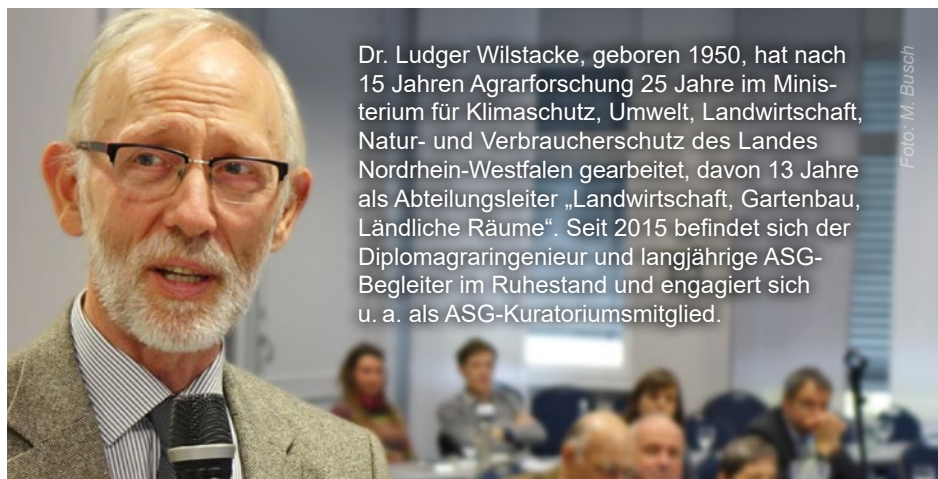 Dr. Ludger Wilstacke, geboren 1950, hat nach
15 Jahren Agrarforschung 25 Jahre im Minis-
terium für Klimaschutz, Umwelt, Landwirtschaft,
Natur- und Verbraucherschutz des Landes
Nordrhein-Westfalen gearbeitet, davon 13 Jahre
als Abteilungsleiter „Landwirtschaft, Gartenbau,
Ländliche Räume“. Seit 2015 befindet sich der
Diplomagraringenieur und langjährige ASG-
Begleiter im Ruhestand und engagiert sich
u. a. als ASG-Kuratoriumsmitglied.
Foto: M. Busch